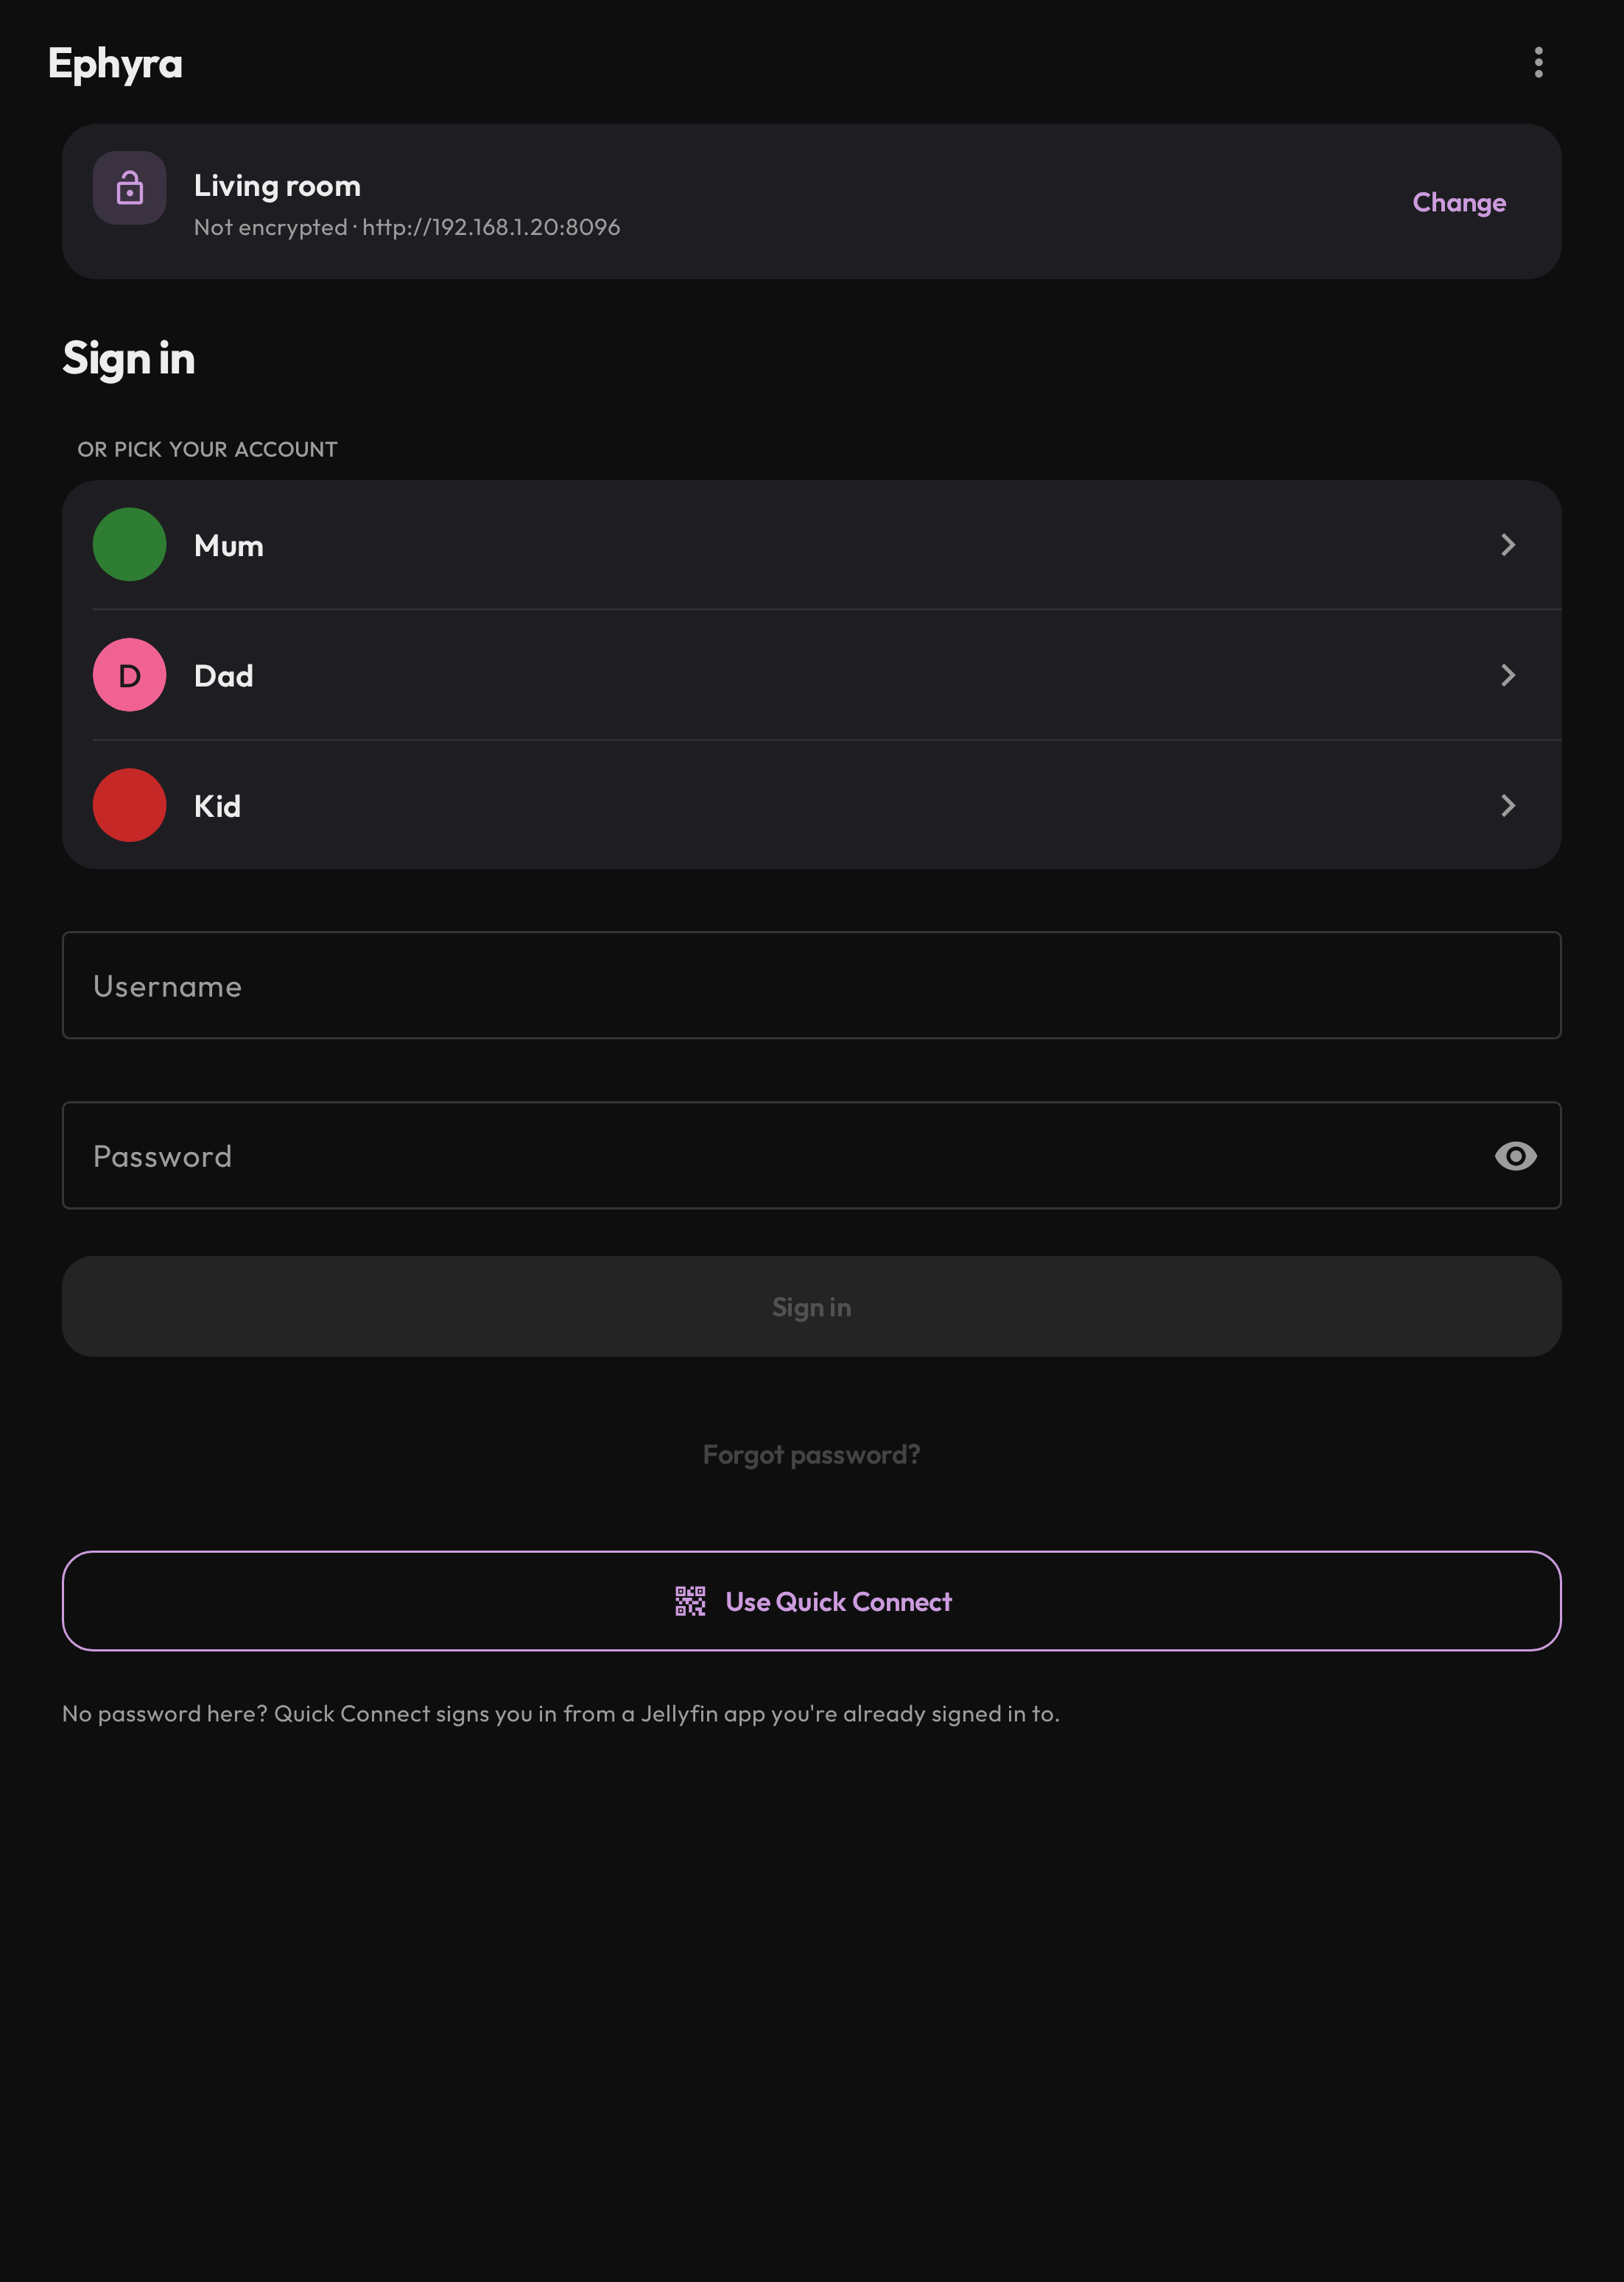 Ephyra
Living room
Not encrypted · http://192.168.1.20:8096
Change
Sign in
OR PICK YOUR ACCOUNT
Mum
D
Dad
Kid
Username
Password
Sign in
Forgot password?
Use Quick Connect
No password here? Quick Connect signs you in from a Jellyfin app you're already signed in to.